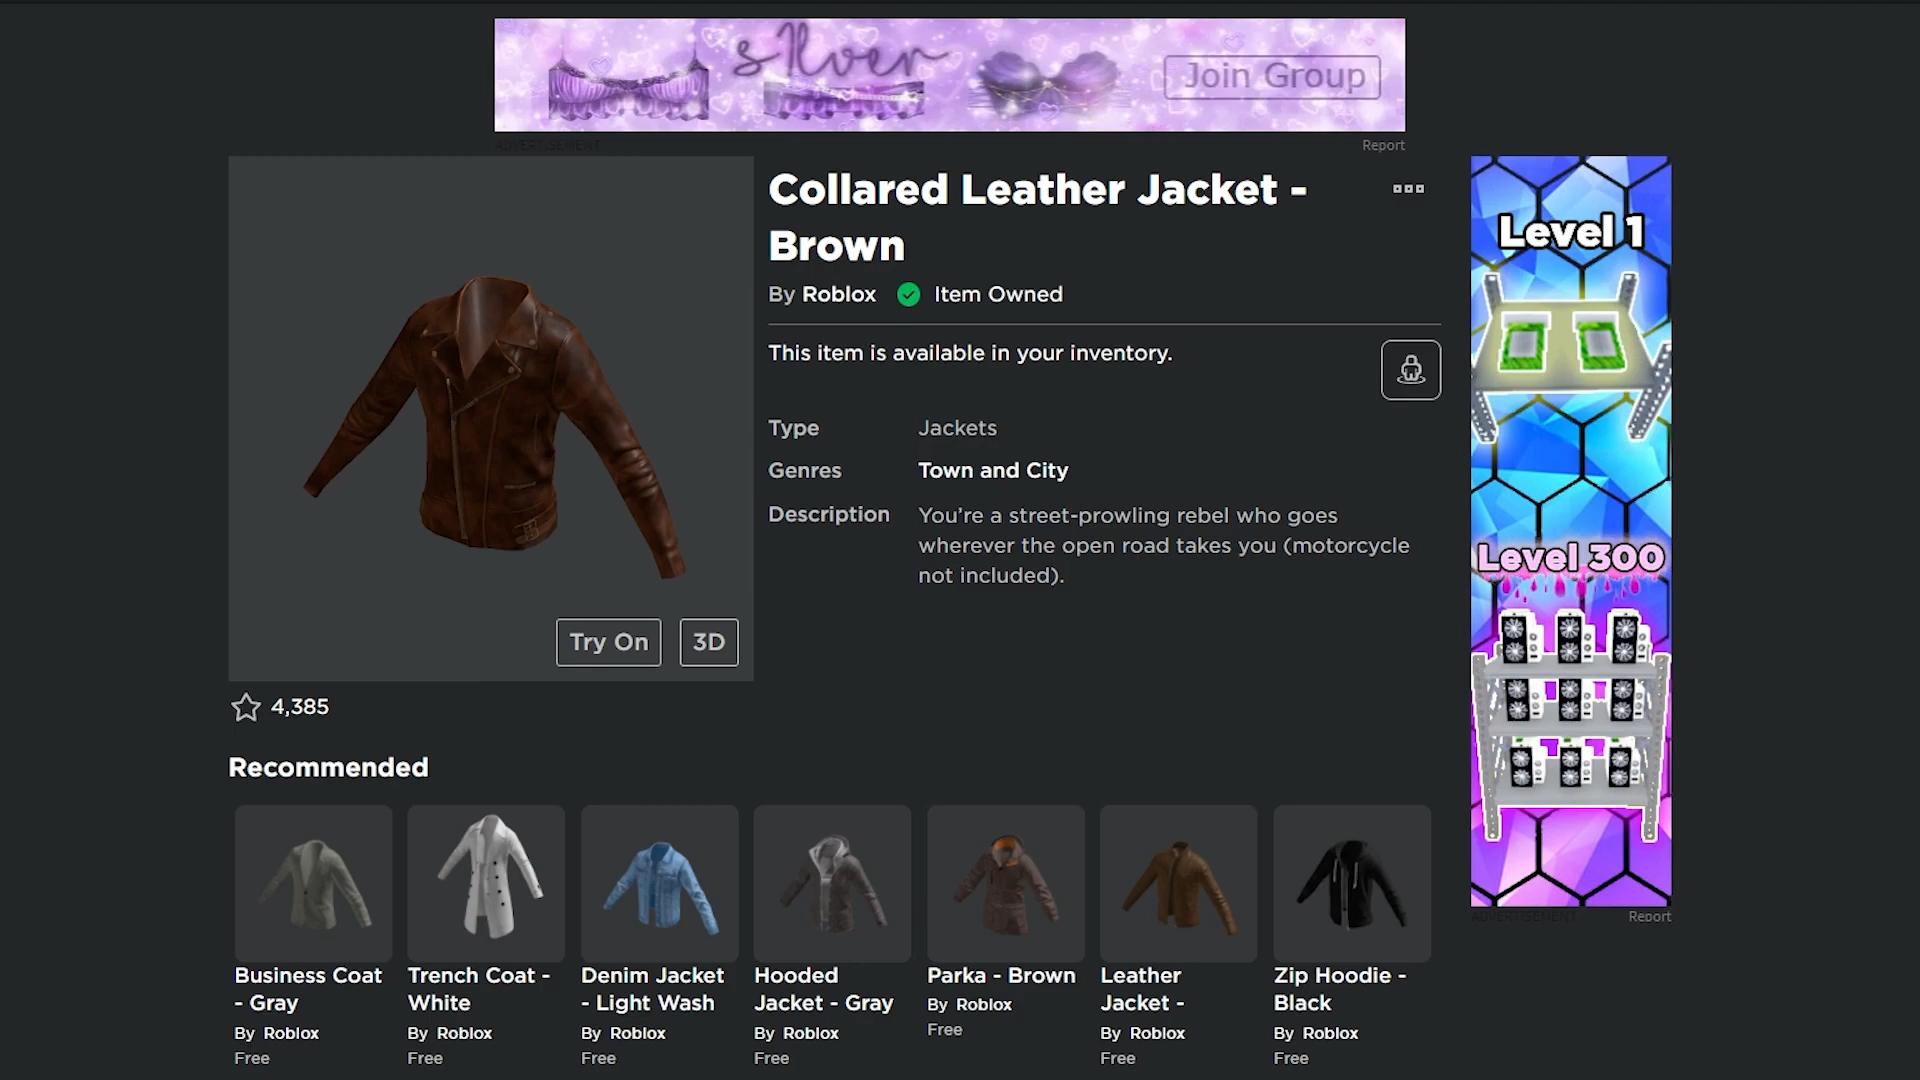 s1lver
Join Group
ADVERTISEMENT
Report
Collared Leather Jacket -
Brown
By Roblox
Item Owned
This item is available in your inventory.
Type
Jackets
Genres
Town and City
Description
You’re a street-prowling rebel who goes
wherever the open road takes you (motorcycle
not included).
Try On
3D
4,385
Level 1
Level 300
ADVERTISEMENT
Report
Recommended
Business Coat
- Gray
By Roblox
Free
Trench Coat -
White
By Roblox
Free
Denim Jacket
- Light Wash
By Roblox
Free
Hooded
Jacket - Gray
By Roblox
Free
Parka - Brown
By Roblox
Free
Leather
Jacket -
By Roblox
Free
Zip Hoodie -
Black
By Roblox
Free